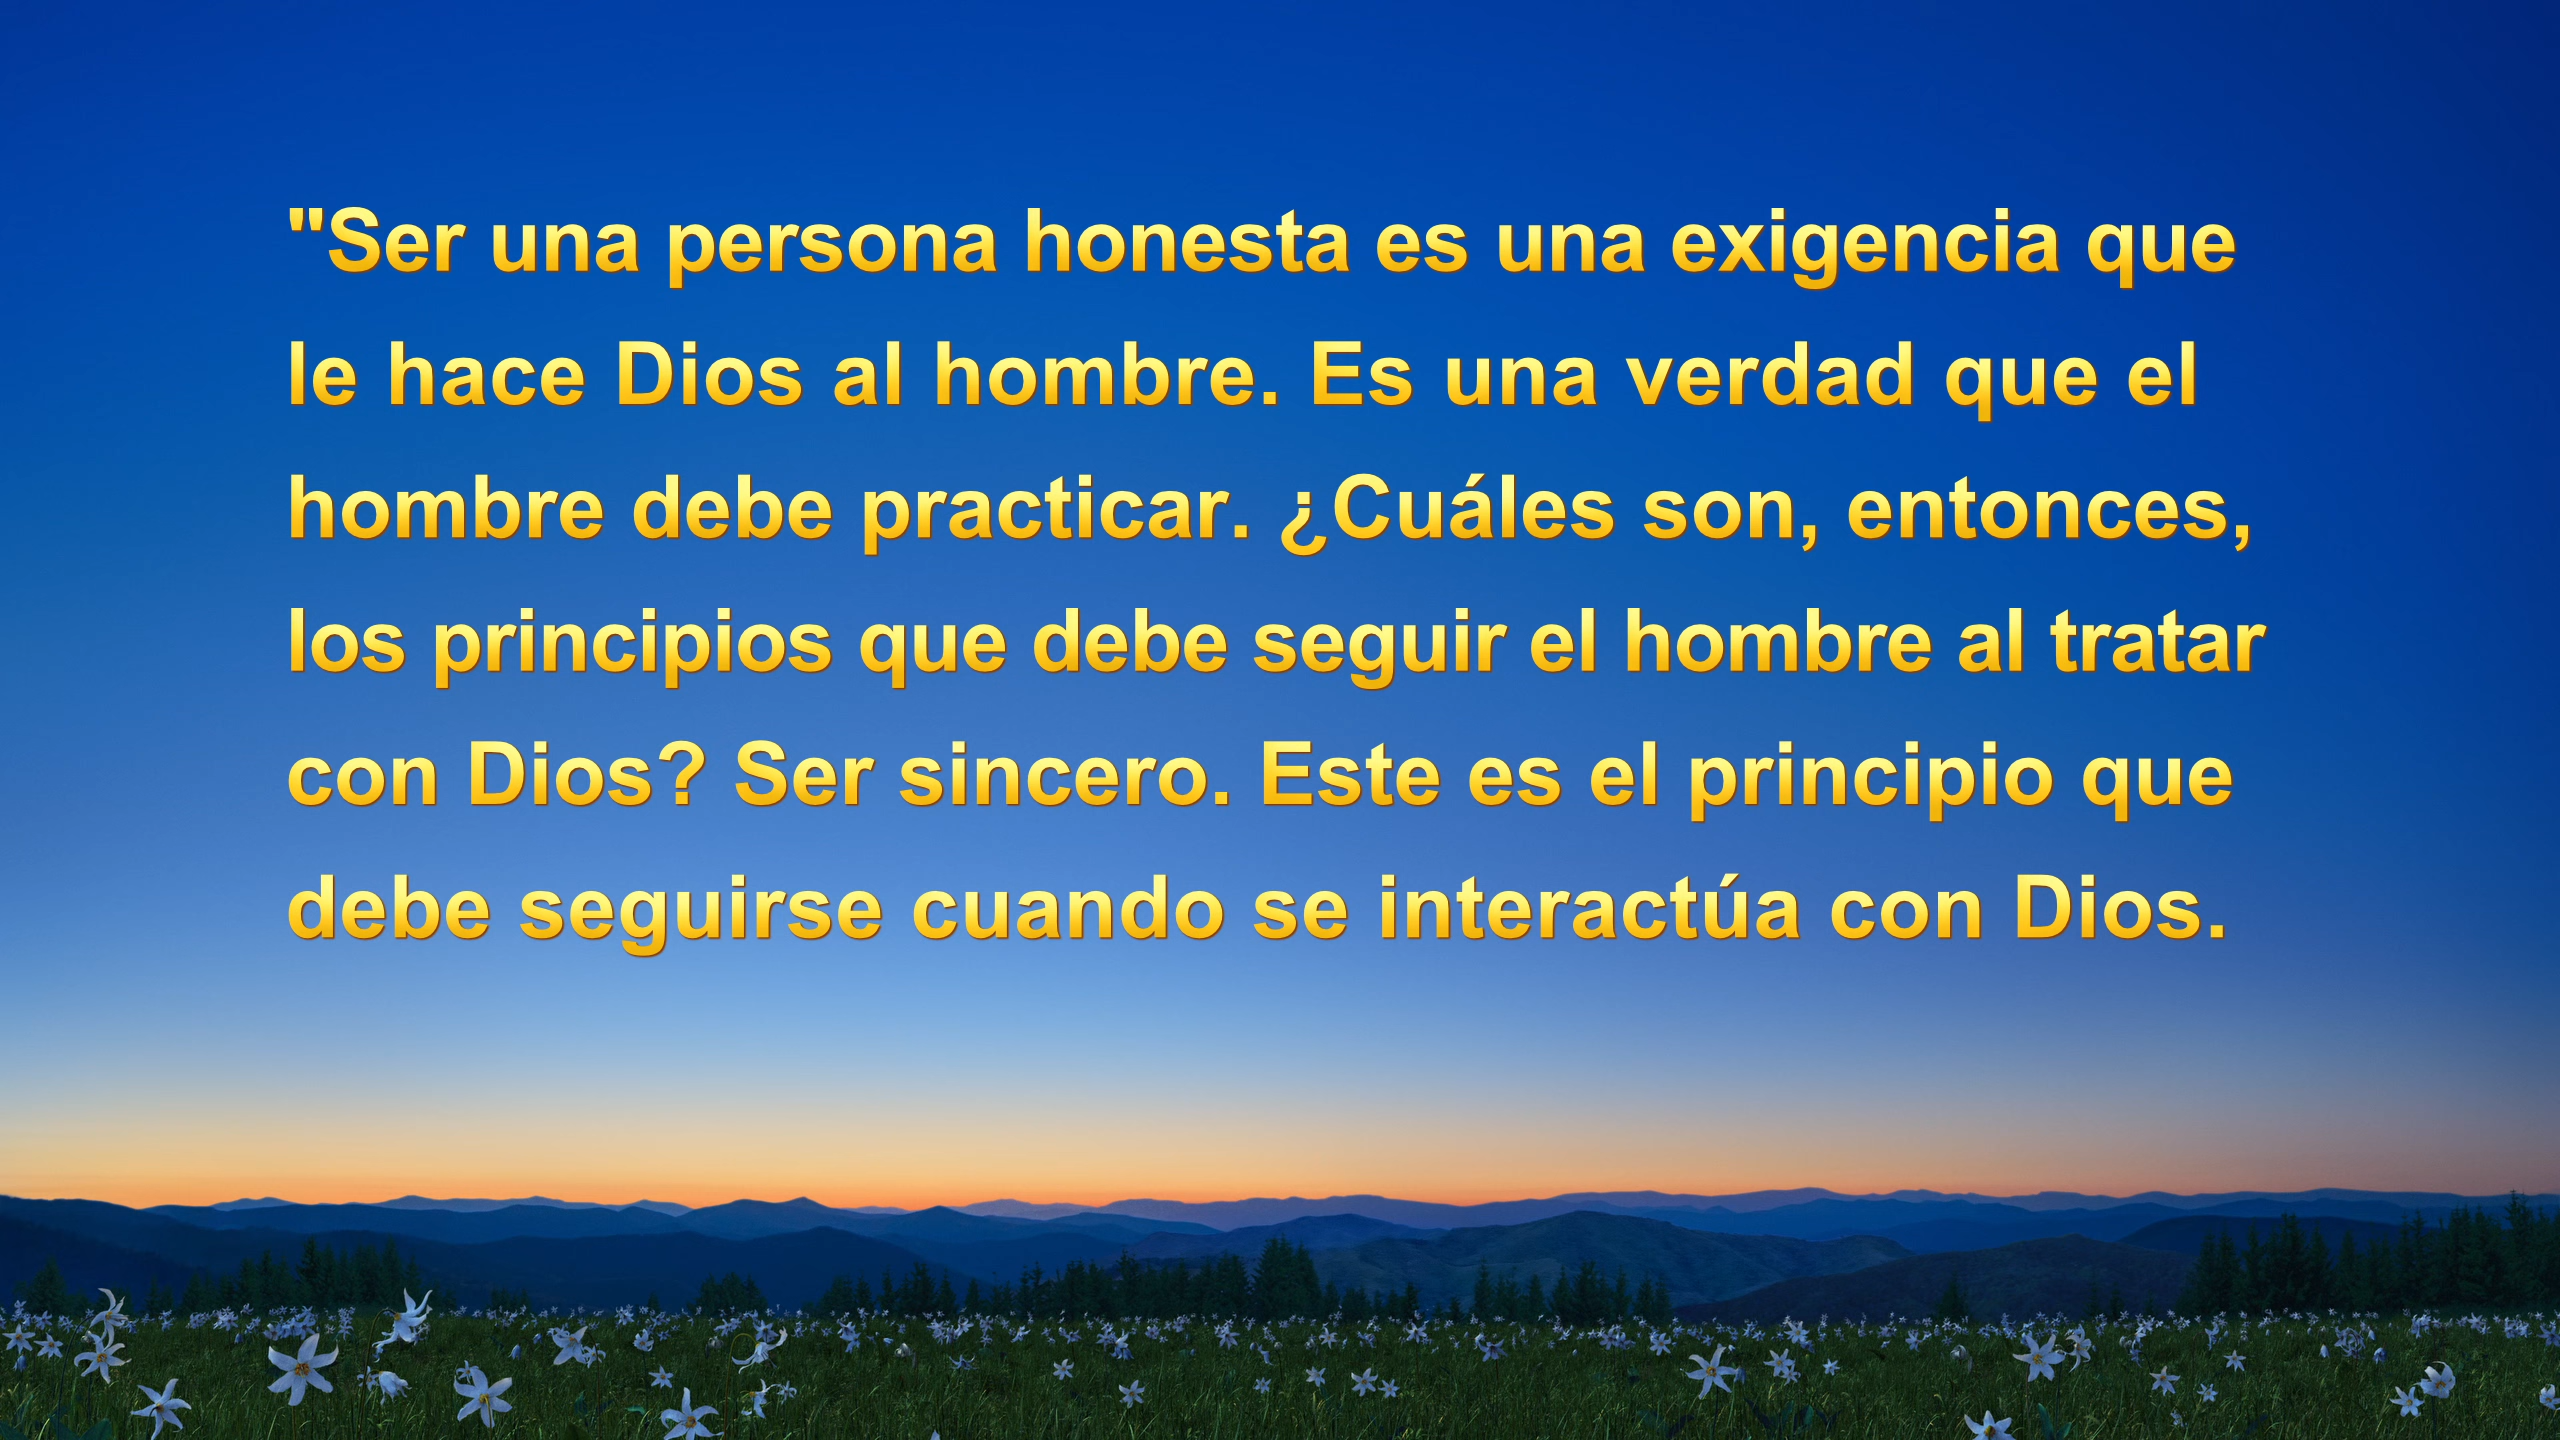 "Ser una persona honesta es una exigencia que
le hace Dios al hombre. Es una verdad que el
hombre debe practicar. ¿Cuáles son, entonces,
los principios que debe seguir el hombre al tratar
con Dios? Ser sincero. Este es el principio que
debe seguirse cuando se interactúa con Dios.